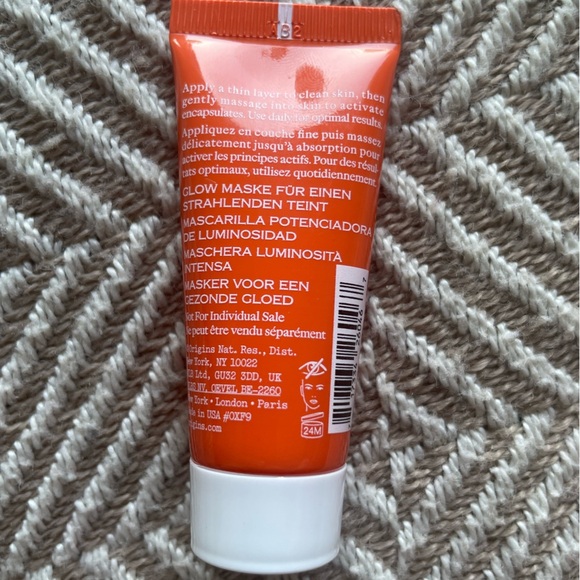 Apply a thin layer to clean skin, then
gently massage into skin to activate
encapsulates. Use daily for optimal results.
Appliquez en couche fine puis massez
délicatement jusqu'à absorption pour
activer les principes actifs. Pour des résul-
tats optimaux, utilisez quotidiennement.
GLOW MASKE FÜR EINEN
STRAHLENDEN TEINT
MASCARILLA POTENCIADORA
DE LUMINOSIDAD
MASCHERA LUMINOSITÀ
INTENSA
MASKER VOOR EEN
GEZONDE GLOED
Not For Individual Sale
Ne peut être vendu séparément
Origins Nat. Res., Dist.
New York, NY 10022
Ltd, GU32 3DD, UK
NV. OEVEL BE-2260
New York • London • Paris
Made in USA #0XF9
origins.com
24M